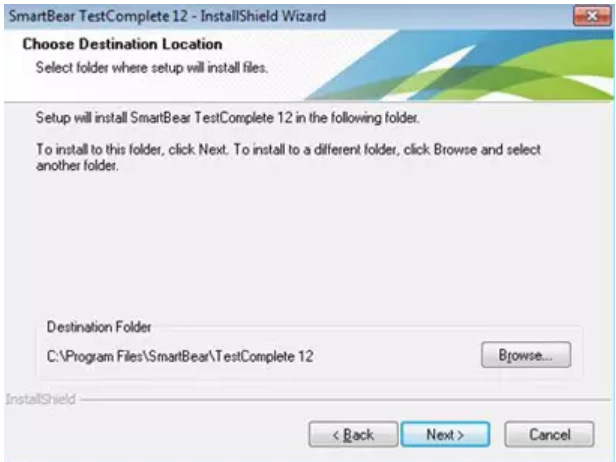 SmartBear TestComplete 12 - InstallShield Wizard
Choose Destination Location
Select folder where setup will install files.
Setup will install SmartBear TestComplete 12 in the following folder.
To install to this folder, click Next. To install to a different folder, click Browse and select
another folder.
Destination Folder
C:\Program Files\SmartBear\TestComplete 12
Browse...
InstallShield
< Back
Next >
Cancel